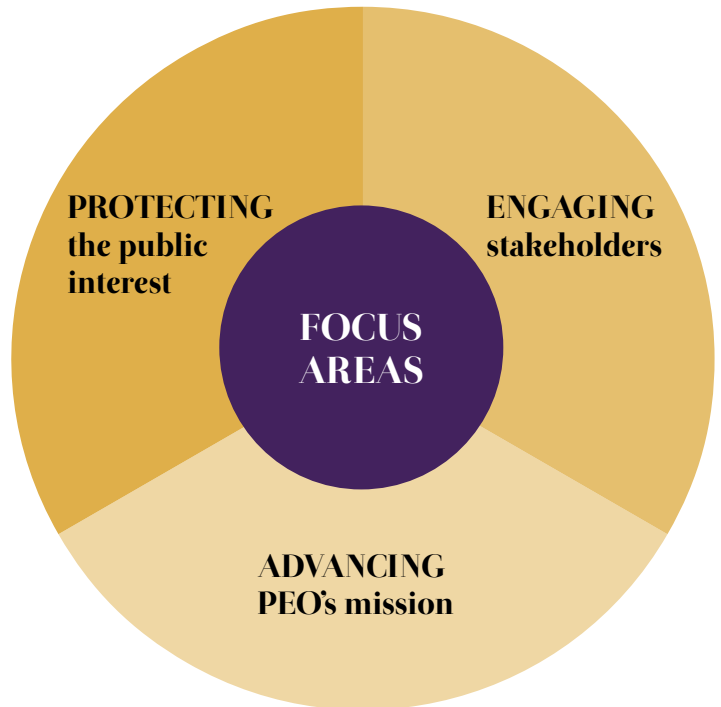 PROTECTING
the public
interest
ENGAGING
stakeholders
FOCUS
AREAS
ADVANCING
PEO's mission